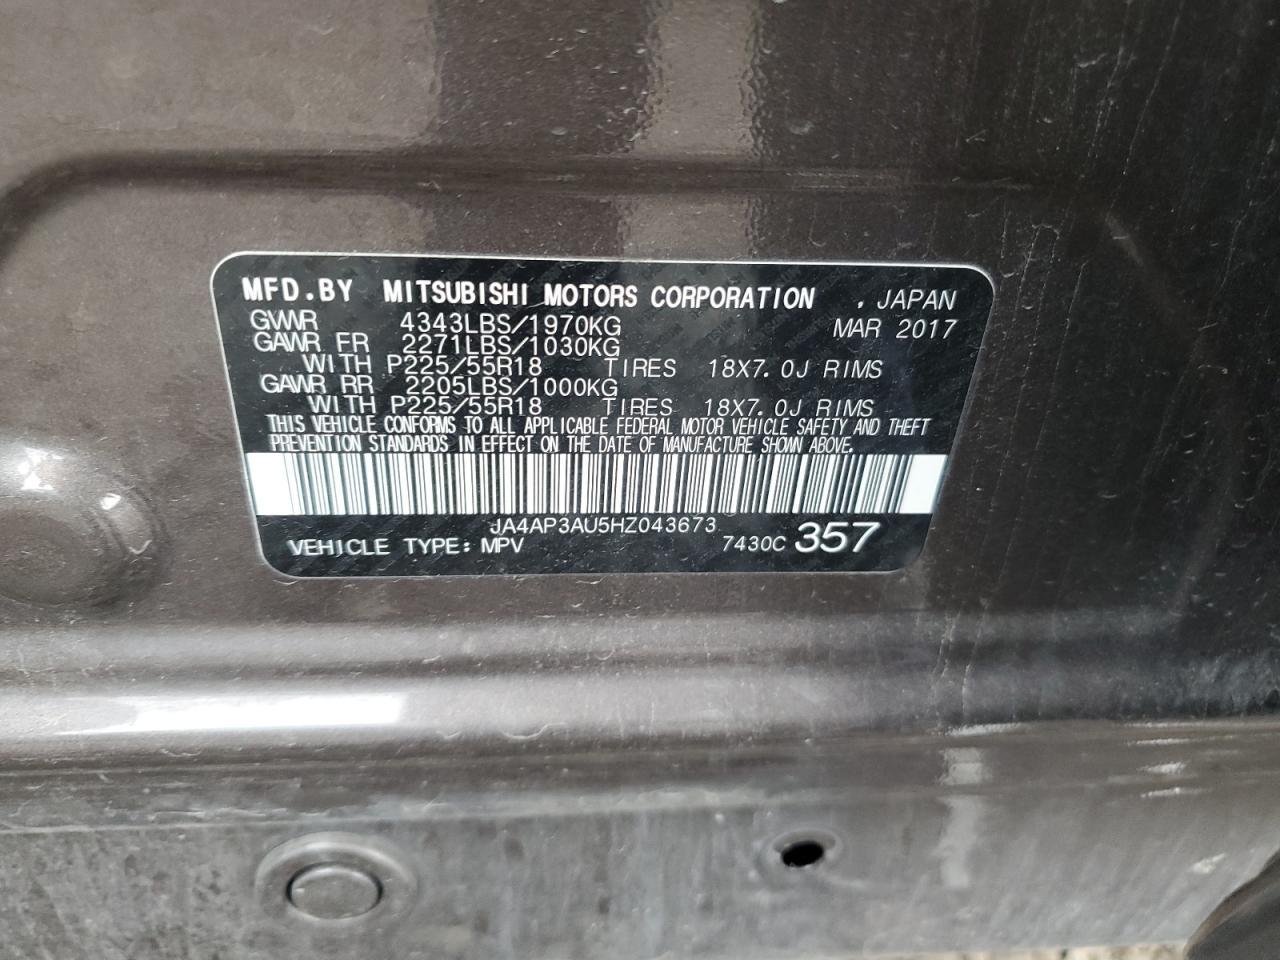 MFD.BY MITSUBISHI MOTORS CORPORATION , JAPAN
GVWR 4343LBS/1970KG MAR 2017
GAWR FR 2271LBS/1030KG
WITH P225/55R18 TIRES 18X7.0J RIMS
GAWR RR 2205LBS/1000KG
WITH P225/55R18 TIRES 18X7.0J RIMS
THIS VEHICLE CONFORMS TO ALL APPLICABLE FEDERAL MOTOR VEHICLE SAFETY AND THEFT
PREVENTION STANDARDS IN EFFECT ON THE DATE OF MANUFACTURE SHOWN ABOVE.
JA4AP3AU5HZ043673
VEHICLE TYPE: MPV 7430C 357